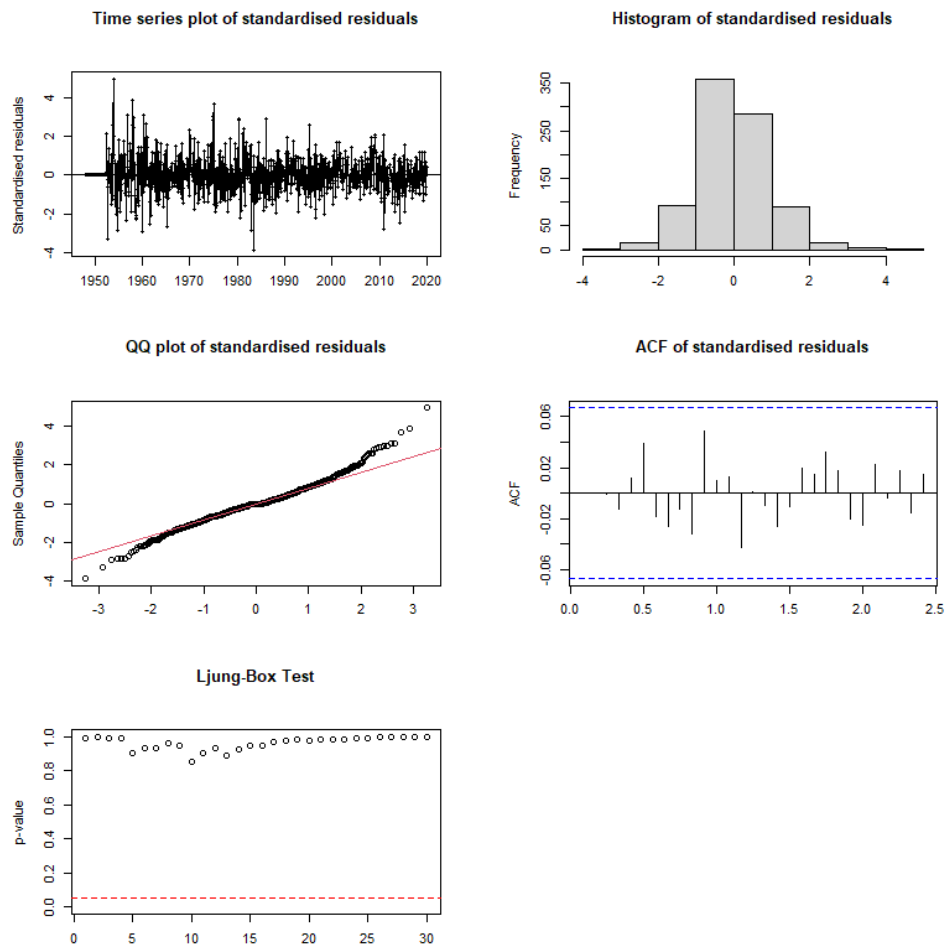 Time series plot of standardised residuals
Standardised residuals
4
2
0
-2
-4
1950 1960 1970 1980 1990 2000 2010 2020
Histogram of standardised residuals
Frequency
350
250
150
50
0
-4 -2 0 2 4
QQ plot of standardised residuals
Sample Quantiles
4
2
0
-2
-4
-3 -2 -1 0 1 2 3
ACF of standardised residuals
ACF
0.06
0.02
-0.02
-0.06
0.0 0.5 1.0 1.5 2.0 2.5
Ljung-Box Test
p-value
1.0
0.8
0.6
0.4
0.2
0.0
0 5 10 15 20 25 30